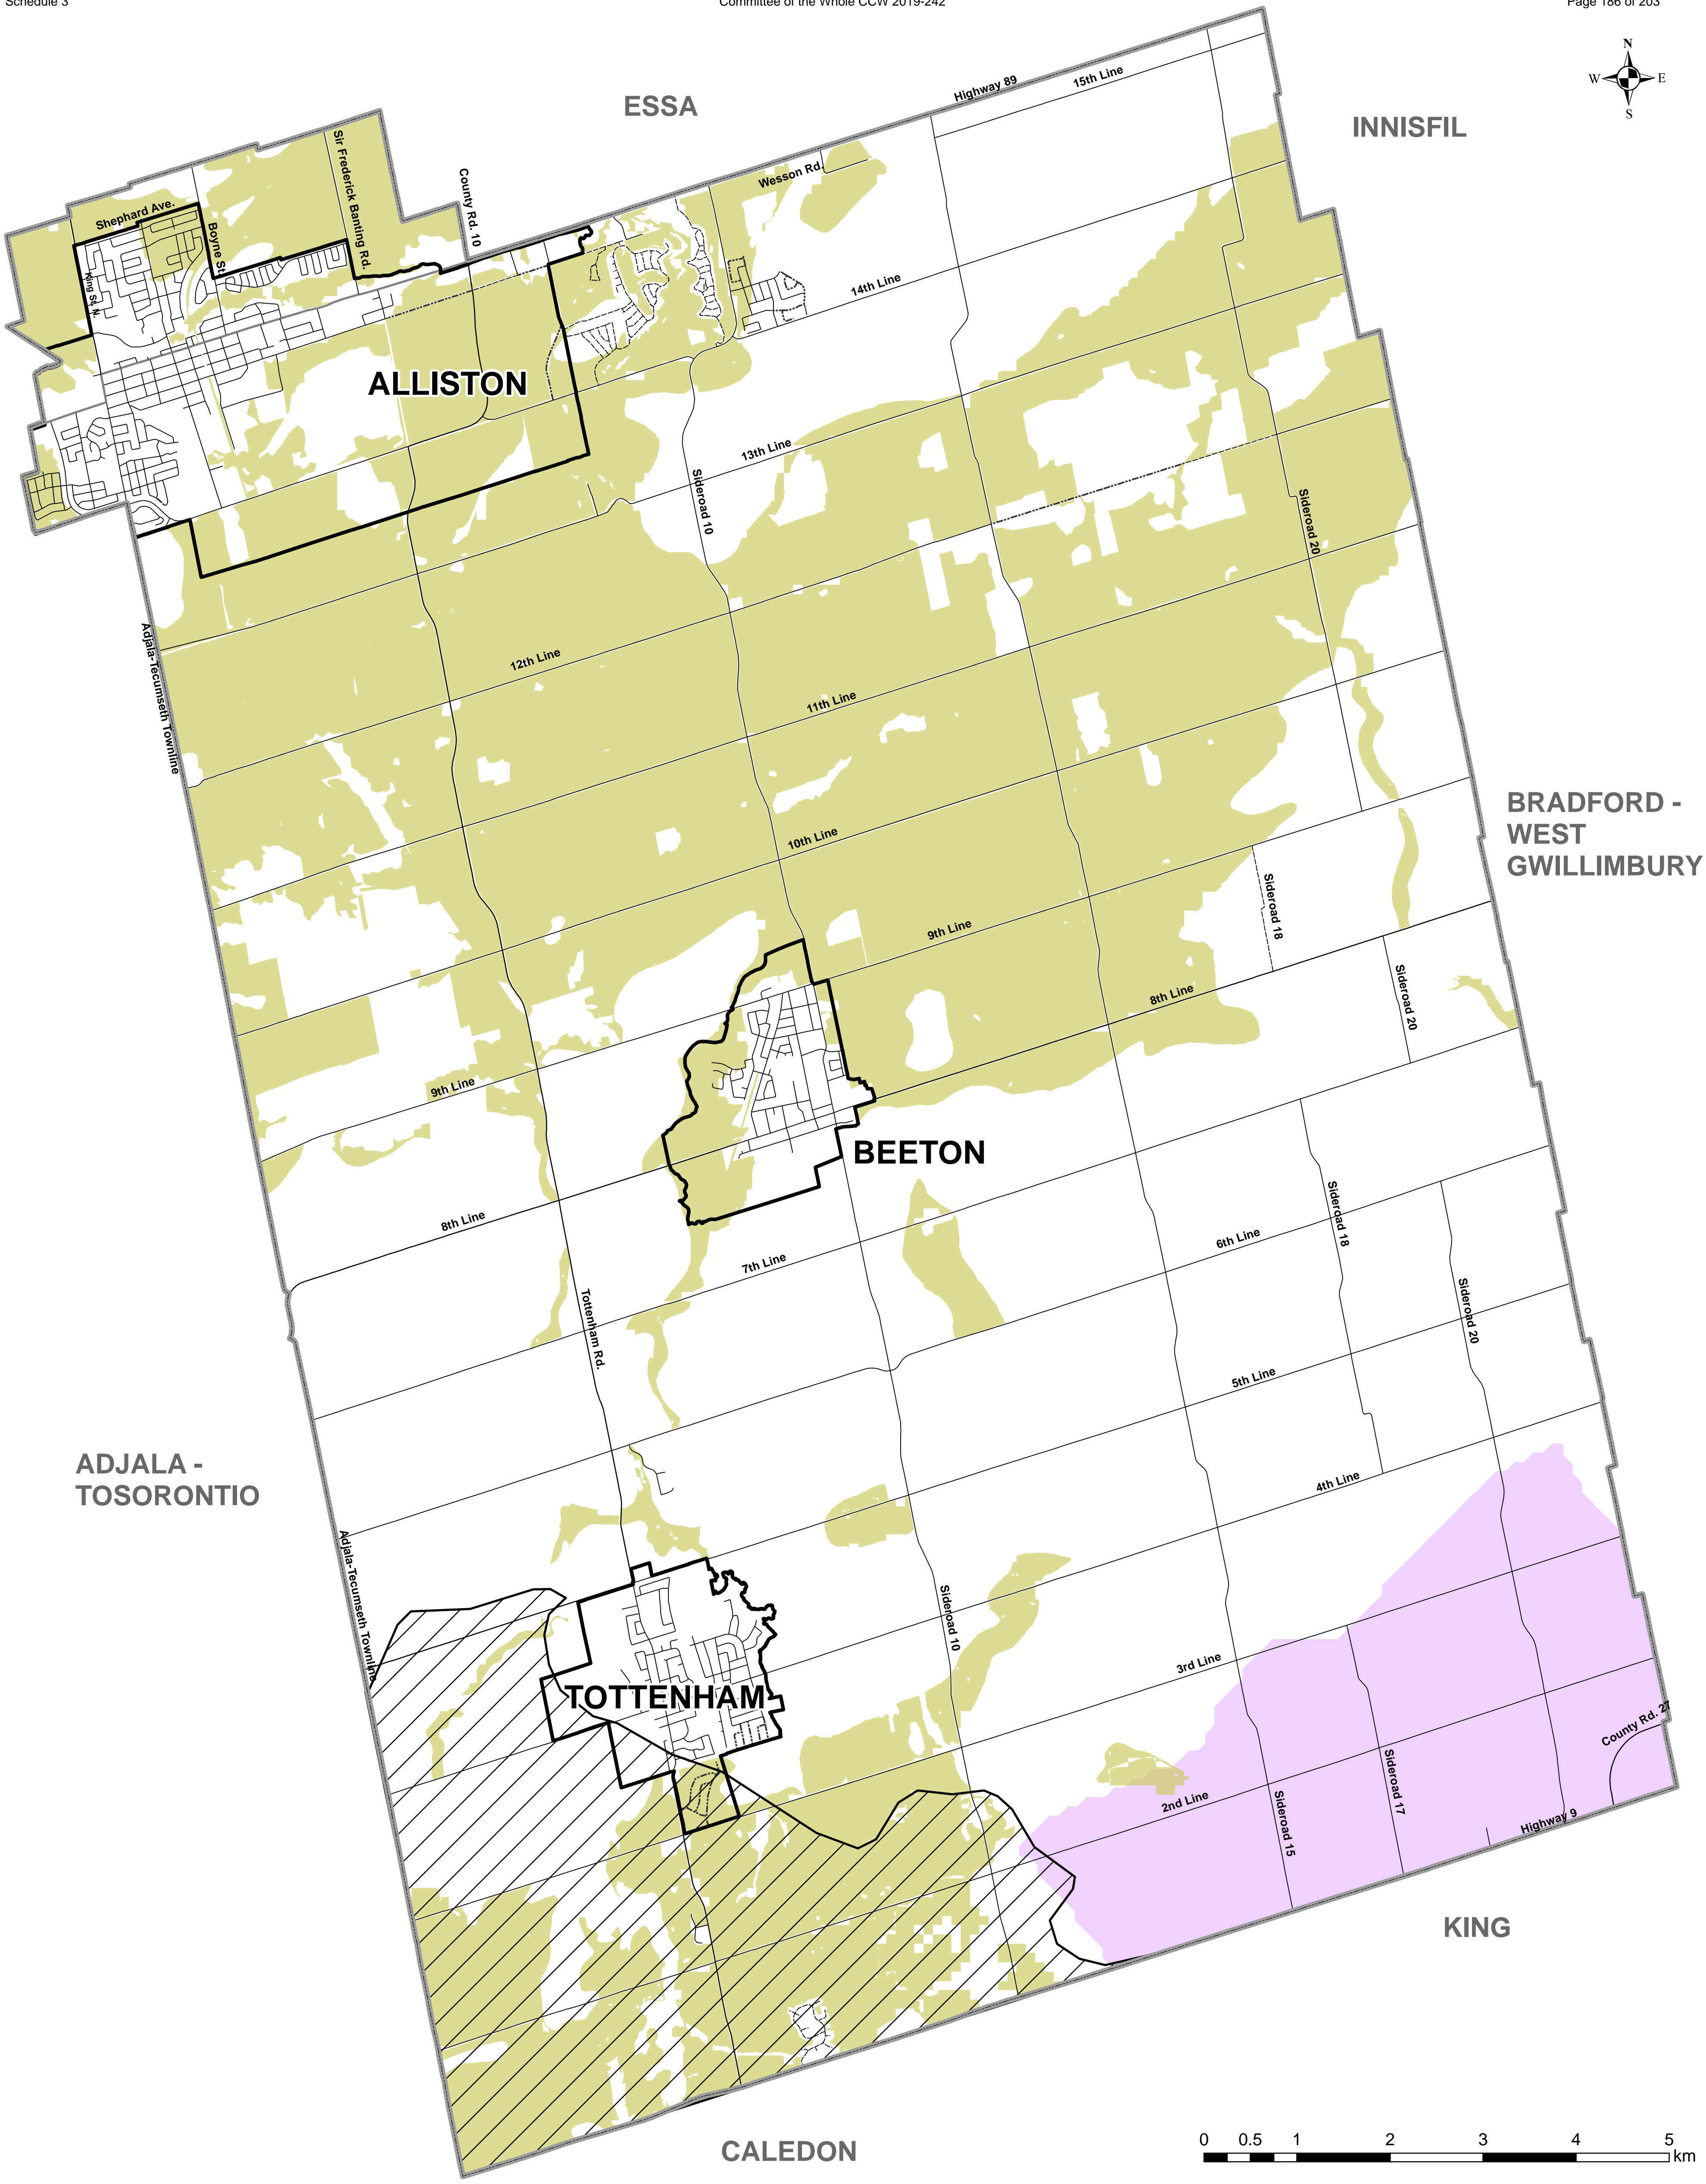 Schedule 3
Committee of the Whole CCW 2019-242
Page 186 of 203
N
W
E
S
ESSA
INNISFIL
Highway 89
15th Line
Wesson Rd.
Sir Frederick Banting Rd.
County Rd. 10
Shephard Ave.
Boyne St.
King St. N.
14th Line
ALLISTON
13th Line
Sideroad 10
Sideroad 20
Adjala-Tecumseth Townline
12th Line
11th Line
10th Line
BRADFORD -
WEST
GWILLIMBURY
9th Line
Sideroad 18
8th Line
Sideroad 20
9th Line
BEETON
8th Line
7th Line
6th Line
Sideroad 18
Sideroad 20
Tottenham Rd.
5th Line
4th Line
ADJALA -
TOSORONTIO
Adjala-Tecumseth Townline
Sideroad 10
3rd Line
TOTTENHAM
County Rd. 27
Sideroad 17
2nd Line
Sideroad 15
Highway 9
KING
CALEDON
0 0.5 1 2 3 4 5
km